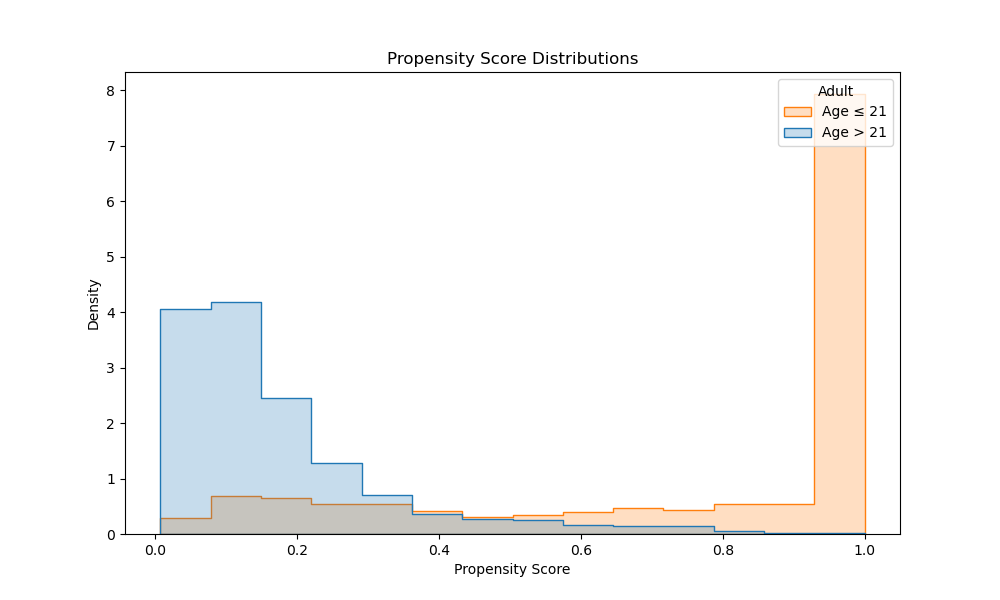 Propensity Score Distributions
Adult
Age ≤ 21
Age > 21
Density
8
7
6
5
4
3
2
1
0
0.0 0.2 0.4 0.6 0.8 1.0
Propensity Score